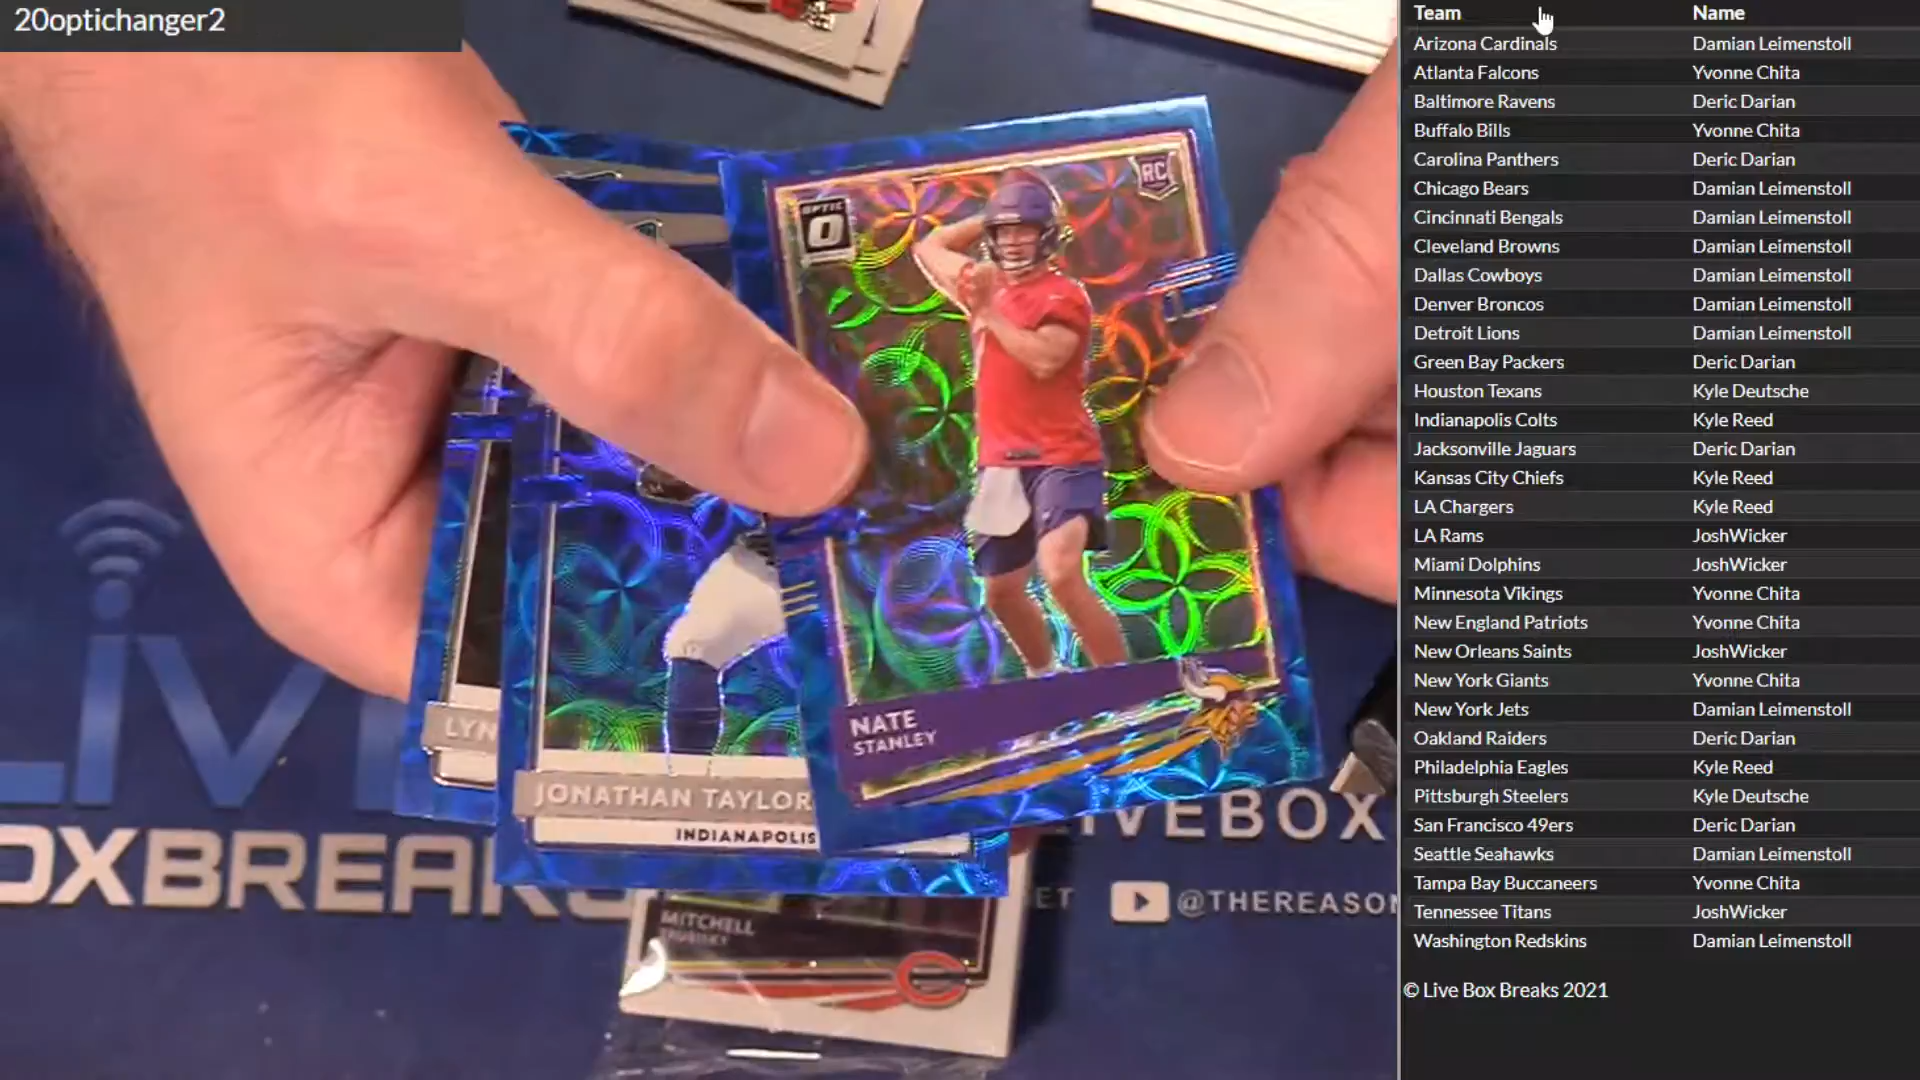 20optichanger2
Team Name
Arizona Cardinals Damian Leimenstoll
Atlanta Falcons Yvonne Chita
Baltimore Ravens Deric Darian
Buffalo Bills Yvonne Chita
Carolina Panthers Deric Darian
Chicago Bears Damian Leimenstoll
Cincinnati Bengals Damian Leimenstoll
Cleveland Browns Damian Leimenstoll
Dallas Cowboys Damian Leimenstoll
Denver Broncos Damian Leimenstoll
Detroit Lions Damian Leimenstoll
Green Bay Packers Deric Darian
Houston Texans Kyle Deutsche
Indianapolis Colts Kyle Reed
Jacksonville Jaguars Deric Darian
Kansas City Chiefs Kyle Reed
LA Chargers Kyle Reed
LA Rams JoshWicker
Miami Dolphins JoshWicker
Minnesota Vikings Yvonne Chita
New England Patriots Yvonne Chita
New Orleans Saints JoshWicker
New York Giants Yvonne Chita
New York Jets Damian Leimenstoll
Oakland Raiders Deric Darian
Philadelphia Eagles Kyle Reed
Pittsburgh Steelers Kyle Deutsche
San Francisco 49ers Deric Darian
Seattle Seahawks Damian Leimenstoll
Tampa Bay Buccaneers Yvonne Chita
Tennessee Titans JoshWicker
Washington Redskins Damian Leimenstoll
© Live Box Breaks 2021
OPTIC
O
RC
NATE
STANLEY
LYN
JONATHAN TAYLOR
INDIANAPOLIS
MITCHELL
TRUBISKY
LIV
OXBREAK
IVEBOX
ET
@THEREASON